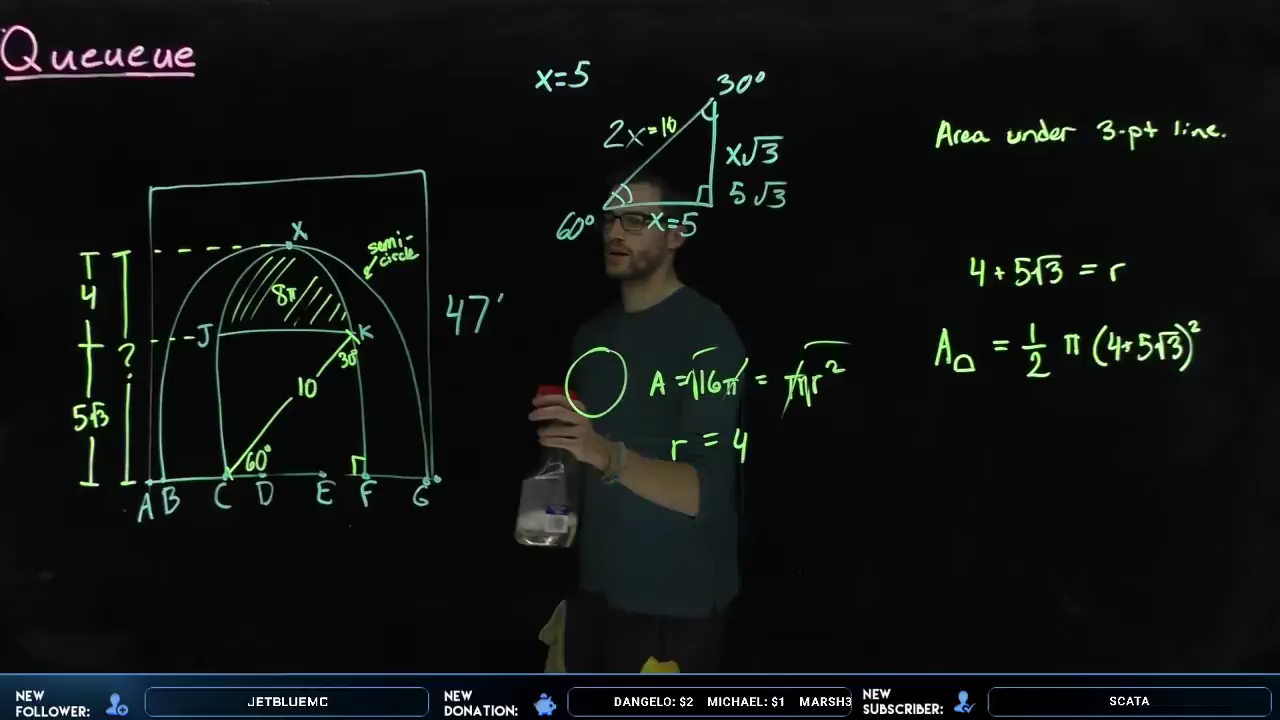 Queueue
x=5
30°
2x=10
x√3
5√3
60°
x=5
Area under 3-pt line.
X
semi-
circle
4
8π
47'
4+5√3 = r
J
K
?
30°
10
A = √16π = √πr²
A⌓ = 1/2 π (4+5√3)²
5√3
60°
r = 4
A B C D E F G
NEW
FOLLOWER:
JETBLUEMC
NEW
DONATION:
DANGELO: $2 MICHAEL: $1 MARSH3
NEW
SUBSCRIBER:
SCATA